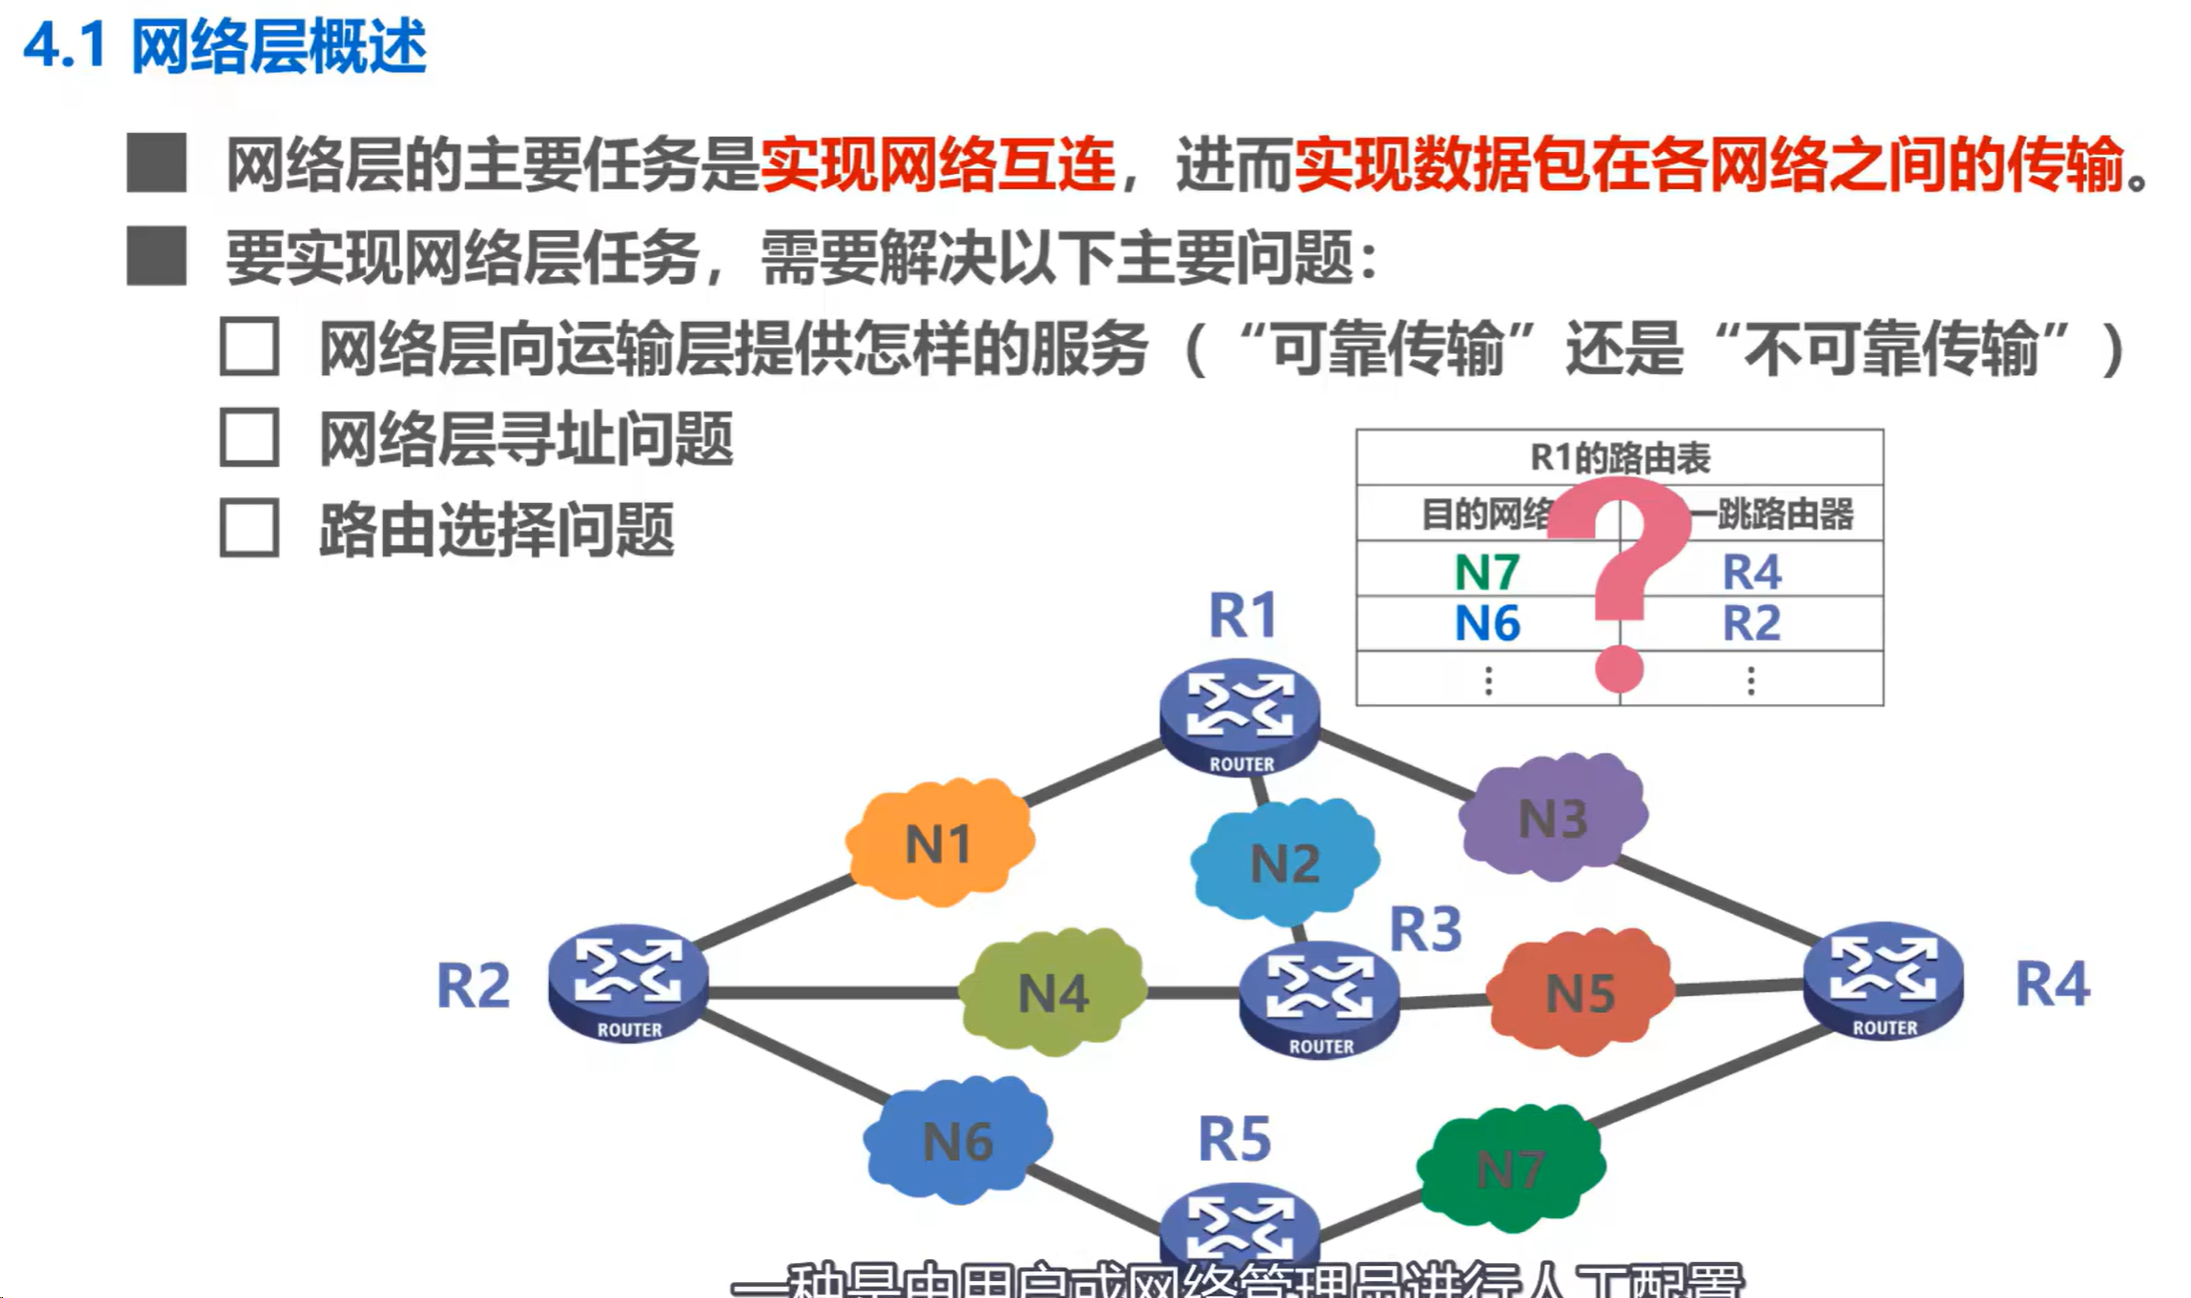 4.1 网络层概述
网络层的主要任务是实现网络互连，进而实现数据包在各网络之间的传输。
要实现网络层任务，需要解决以下主要问题：
网络层向运输层提供怎样的服务（“可靠传输”还是“不可靠传输”）
网络层寻址问题
路由选择问题
R1的路由表
目的网络 一跳路由器
N7 R4
N6 R2
⋮ ⋮
?
R1
ROUTER
N1
N2
N3
R2
ROUTER
N4
R3
ROUTER
N5
R4
ROUTER
N6
R5
N7
一种是由用户或网络管理员进行人工配置